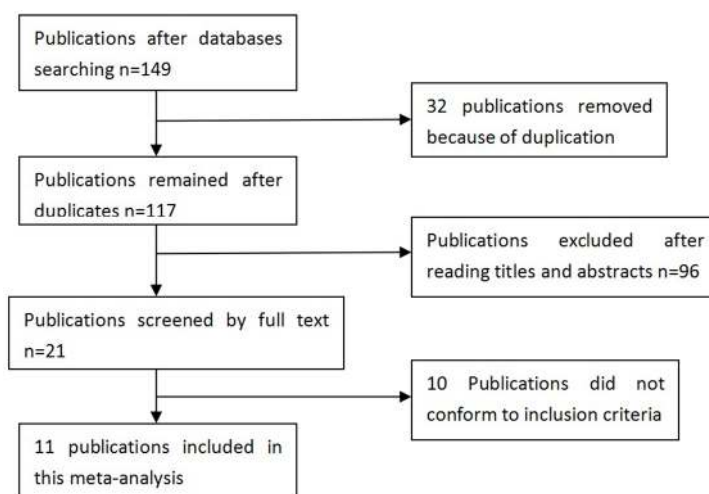 Publications after databases
searching n=149
32 publications removed
because of duplication
Publications remained after
duplicates n=117
Publications excluded after
reading titles and abstracts n=96
Publications screened by full text
n=21
10 Publications did not
conform to inclusion criteria
11 publications included in
this meta-analysis